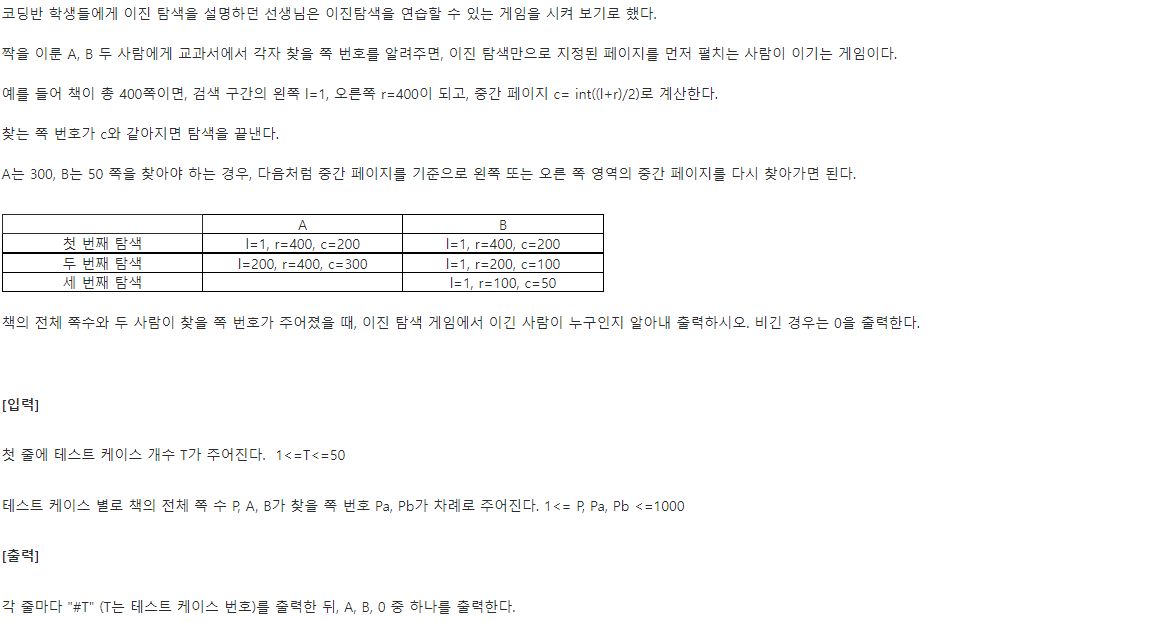 코딩반 학생들에게 이진 탐색을 설명하던 선생님은 이진탐색을 연습할 수 있는 게임을 시켜 보기로 했다.
짝을 이룬 A, B 두 사람에게 교과서에서 각자 찾을 쪽 번호를 알려주면, 이진 탐색만으로 지정된 페이지를 먼저 펼치는 사람이 이기는 게임이다.
예를 들어 책이 총 400쪽이면, 검색 구간의 왼쪽 l=1, 오른쪽 r=400이 되고, 중간 페이지 c= int((l+r)/2)로 계산한다.
찾는 쪽 번호가 c와 같아지면 탐색을 끝낸다.
A는 300, B는 50 쪽을 찾아야 하는 경우, 다음처럼 중간 페이지를 기준으로 왼쪽 또는 오른 쪽 영역의 중간 페이지를 다시 찾아가면 된다.
A B
첫 번째 탐색 l=1, r=400, c=200 l=1, r=400, c=200
두 번째 탐색 l=200, r=400, c=300 l=1, r=200, c=100
세 번째 탐색 l=1, r=100, c=50
책의 전체 쪽수와 두 사람이 찾을 쪽 번호가 주어졌을 때, 이진 탐색 게임에서 이긴 사람이 누구인지 알아내 출력하시오. 비긴 경우는 0을 출력한다.
[입력]
첫 줄에 테스트 케이스 개수 T가 주어진다. 1<=T<=50
테스트 케이스 별로 책의 전체 쪽 수 P, A, B가 찾을 쪽 번호 Pa, Pb가 차례로 주어진다. 1<= P, Pa, Pb <=1000
[출력]
각 줄마다 "#T" (T는 테스트 케이스 번호)를 출력한 뒤, A, B, 0 중 하나를 출력한다.